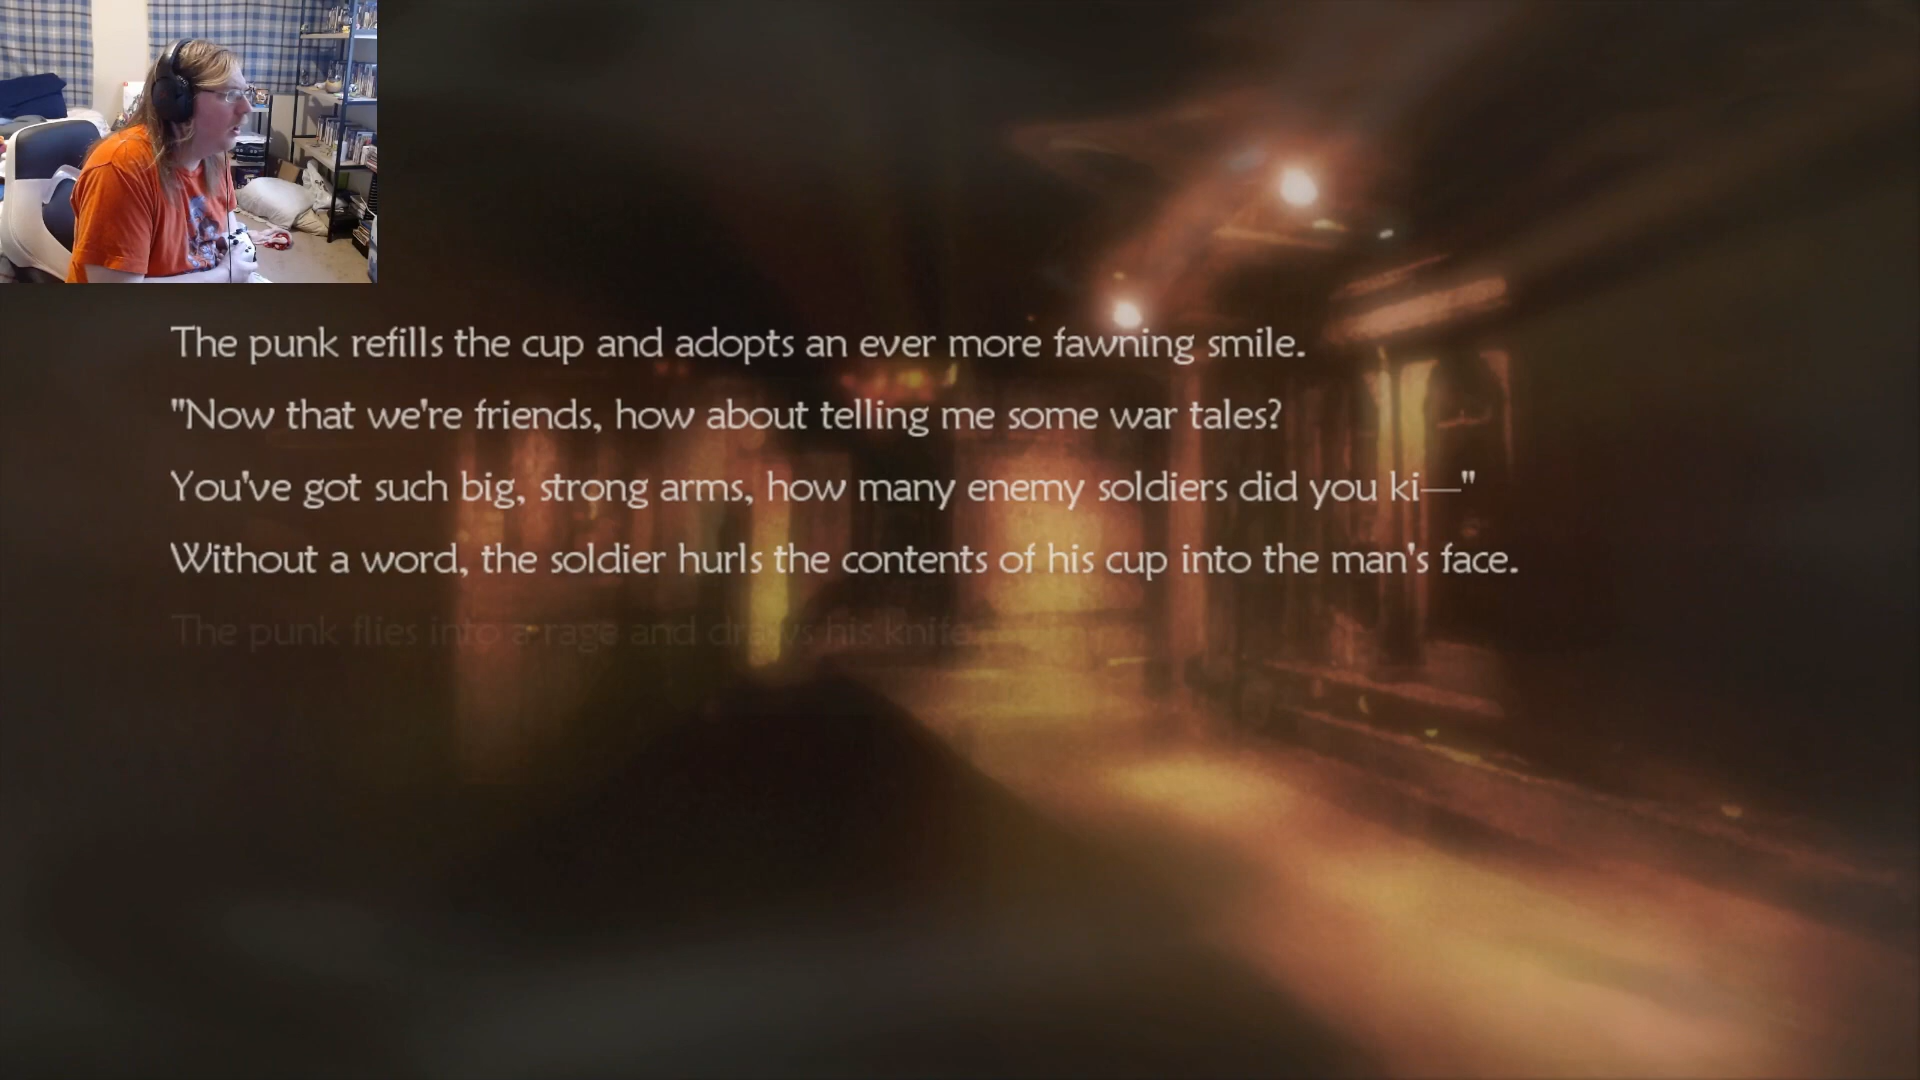 The punk refills the cup and adopts an ever more fawning smile.
"Now that we're friends, how about telling me some war tales?
You've got such big, strong arms, how many enemy soldiers did you ki—"
Without a word, the soldier hurls the contents of his cup into the man's face.
The punk flies into a rage and draws his knife.